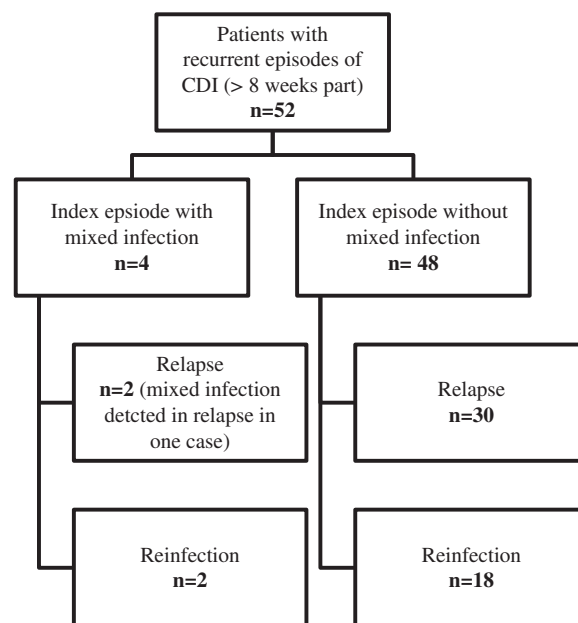 Patients with
recurrent episodes of
CDI (> 8 weeks part)
n=52
Index epsiode with
mixed infection
n=4
Index episode without
mixed infection
n= 48
Relapse
n=2 (mixed infection
detcted in relapse in
one case)
Relapse
n=30
Reinfection
n=2
Reinfection
n=18